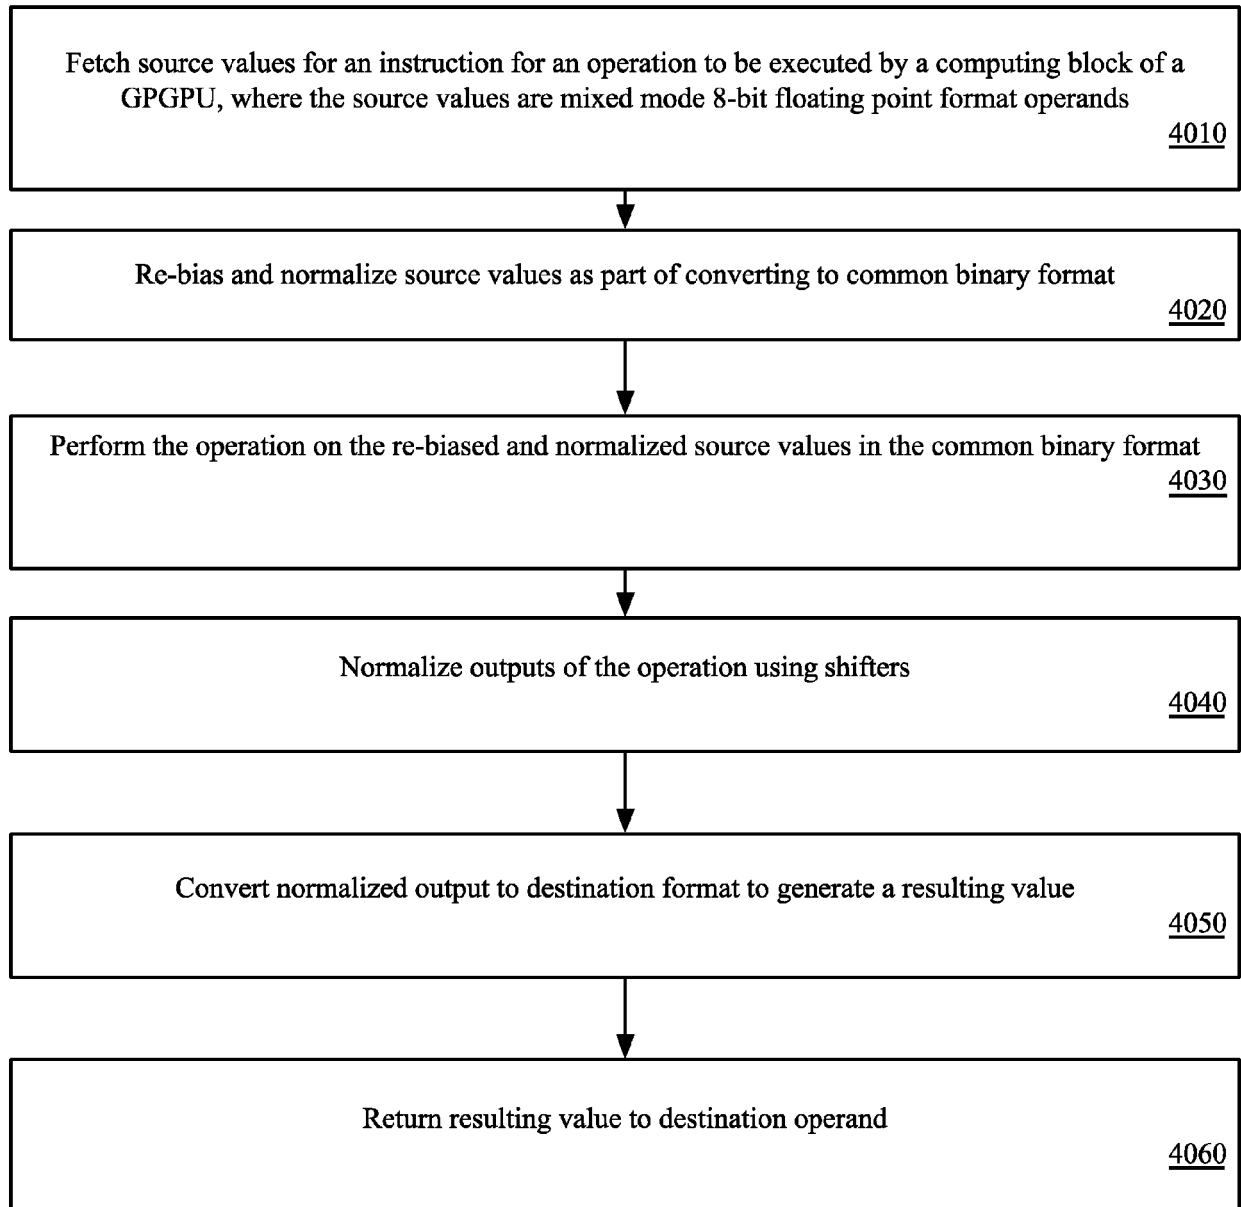 Fetch source values for an instruction for an operation to be executed by a computing block of a
GPGPU, where the source values are mixed mode 8-bit floating point format operands
4010
Re-bias and normalize source values as part of converting to common binary format
4020
Perform the operation on the re-biased and normalized source values in the common binary format
4030
Normalize outputs of the operation using shifters
4040
Convert normalized output to destination format to generate a resulting value
4050
Return resulting value to destination operand
4060